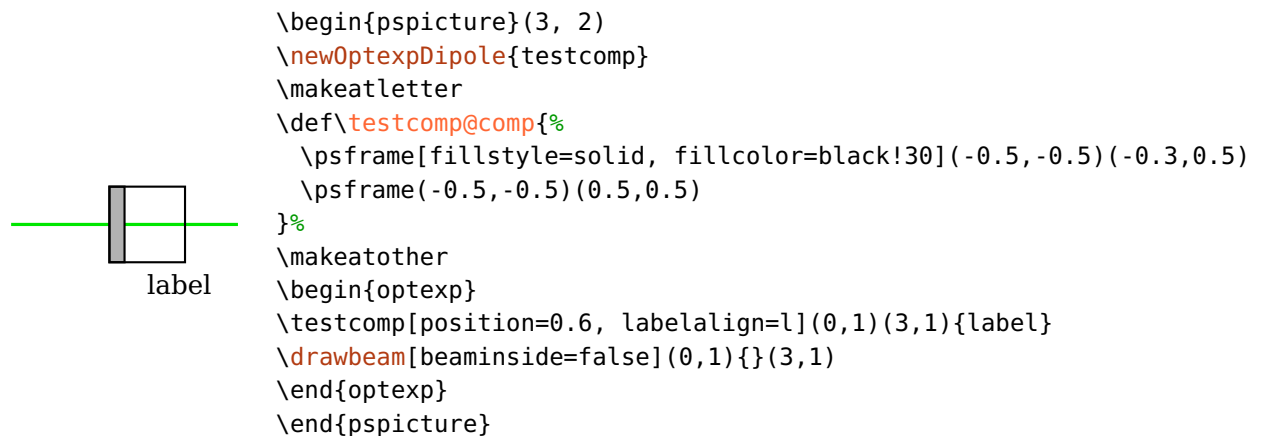 \begin{pspicture}(3, 2)
\newOptexpDipole{testcomp}
\makeatletter
\def\testcomp@comp{%
  \psframe[fillstyle=solid, fillcolor=black!30](-0.5,-0.5)(-0.3,0.5)
  \psframe(-0.5,-0.5)(0.5,0.5)
}%
\makeatother
\begin{optexp}
\testcomp[position=0.6, labelalign=l](0,1)(3,1){label}
\drawbeam[beaminside=false](0,1){}(3,1)
\end{optexp}
\end{pspicture}
label